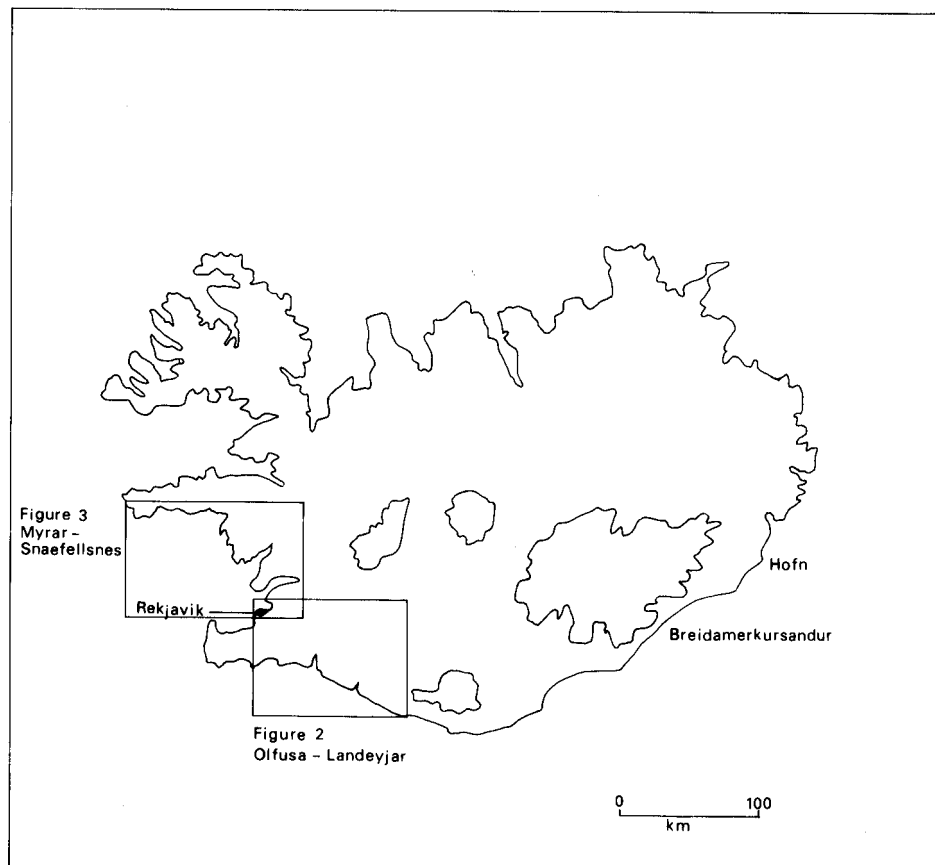 Figure 3
Myrar -
Snaefellsnes
Rekjavik
Hofn
Breidamerkursandur
Figure 2
Olfusa - Landeyjar
0 100
km